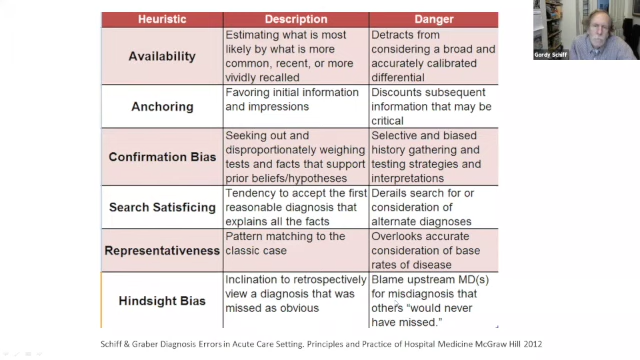 Heuristic Description Danger
Availability
Estimating what is most
likely by what is more
common, recent, or more
vividly recalled
Detracts from
considering a broad and
accurately calibrated
differential
Anchoring
Favoring initial information
and impressions
Discounts subsequent
information that may be
critical
Confirmation Bias
Seeking out and
disproportionately weighing
tests and facts that support
prior beliefs/hypotheses
Selective and biased
history gathering and
testing strategies and
interpretations
Search Satisficing
Tendency to accept the first
reasonable diagnosis that
explains all the facts
Derails search for or
consideration of
alternate diagnoses
Representativeness
Pattern matching to the
classic case
Overlooks accurate
consideration of base
rates of disease
Hindsight Bias
Inclination to retrospectively
view a diagnosis that was
missed as obvious
Blame upstream MD(s)
for misdiagnosis that
others "would never
have missed."
Schiff & Graber Diagnosis Errors in Acute Care Setting. Principles and Practice of Hospital Medicine McGraw Hill 2012
Gordy Schiff